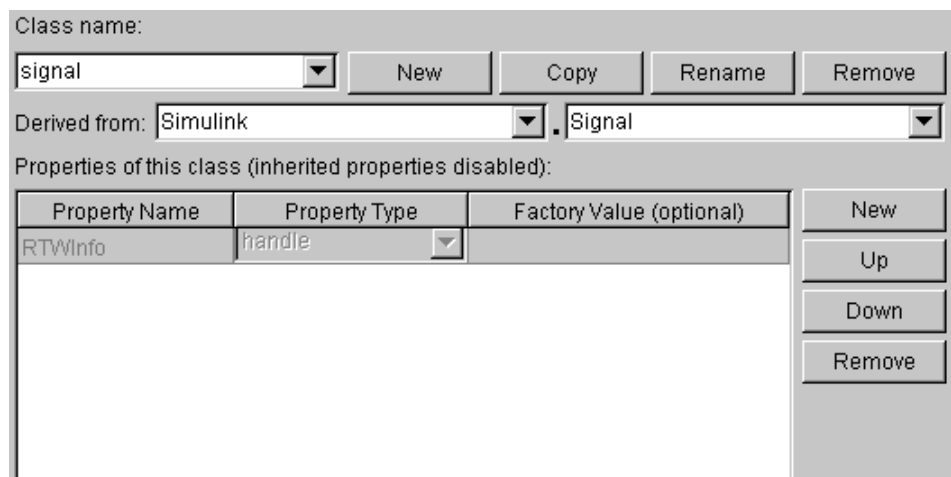 Class name:
signal New Copy Rename Remove
Derived from: Simulink . Signal
Properties of this class (inherited properties disabled):
Property Name Property Type Factory Value (optional) New
RTWInfo handle
Up
Down
Remove